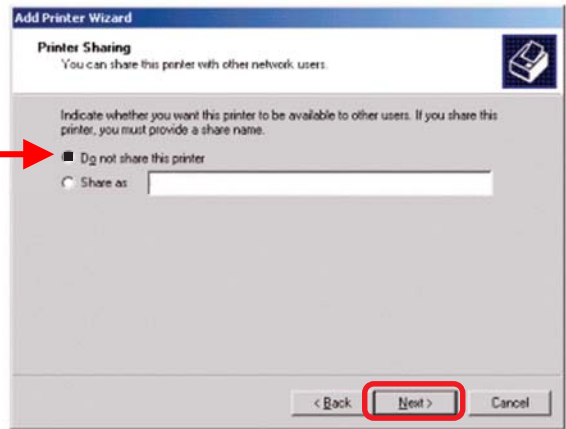 Add Printer Wizard
Printer Sharing
You can share this printer with other network users.
Indicate whether you want this printer to be available to other users. If you share this
printer, you must provide a share name.
Do not share this printer
Share as
< Back
Next >
Cancel